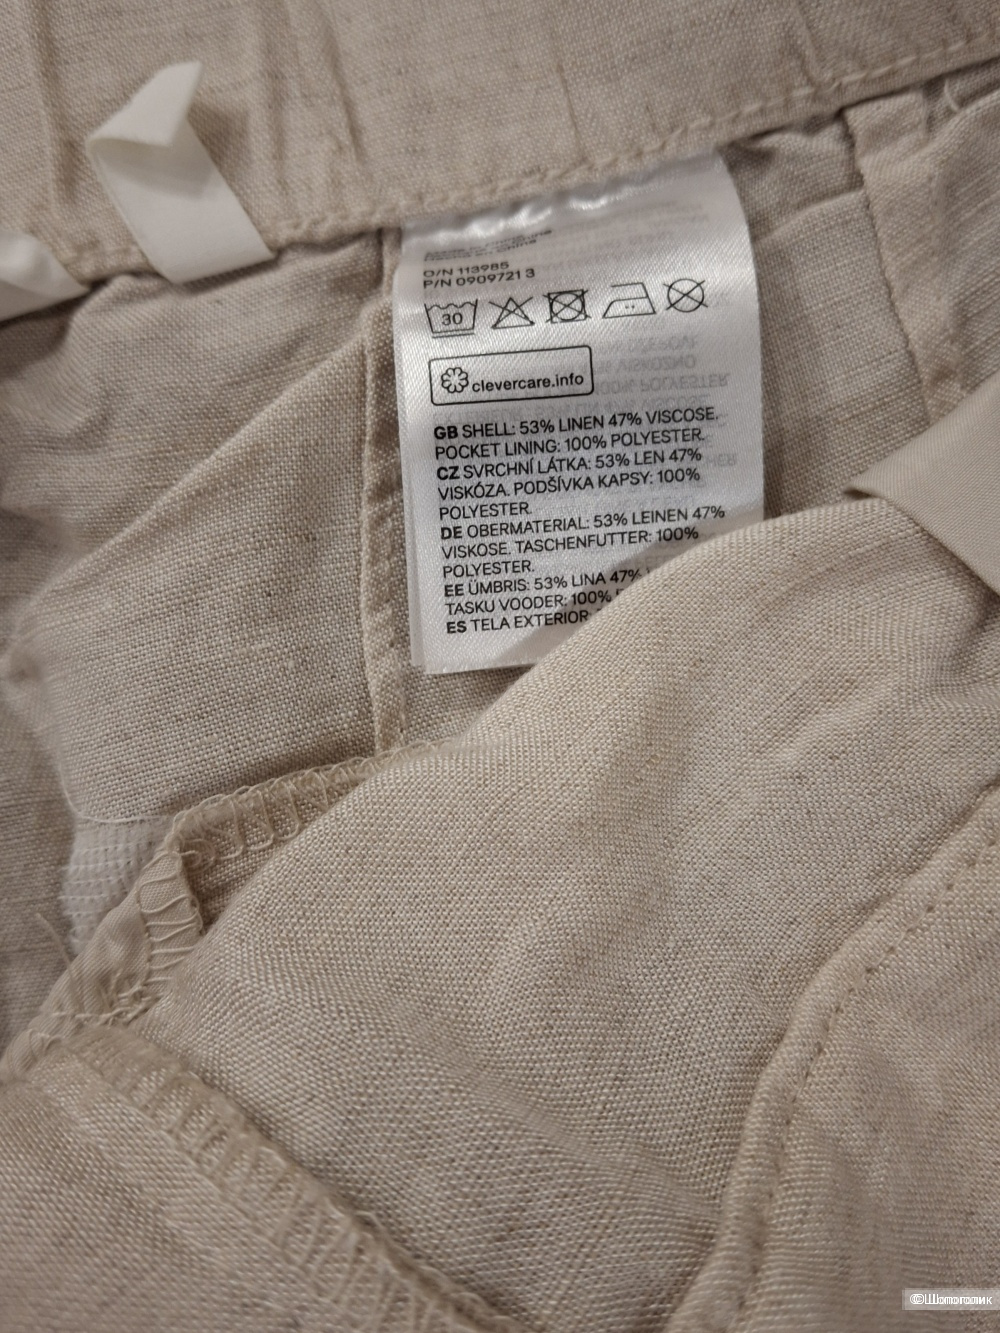 O/N 113985
P/N 0909721 3
30
clevercare.info
GB SHELL: 53% LINEN 47% VISCOSE.
POCKET LINING: 100% POLYESTER.
CZ SVRCHNÍ LÁTKA: 53% LEN 47%
VISKÓZA. PODŠÍVKA KAPSY: 100%
POLYESTER.
DE OBERMATERIAL: 53% LEINEN 47%
VISKOSE. TASCHENFUTTER: 100%
POLYESTER.
EE ÜMBRIS: 53% LINA 47%
TASKU VOODER: 100%
ES TELA EXTERIOR:
©Шопоголик